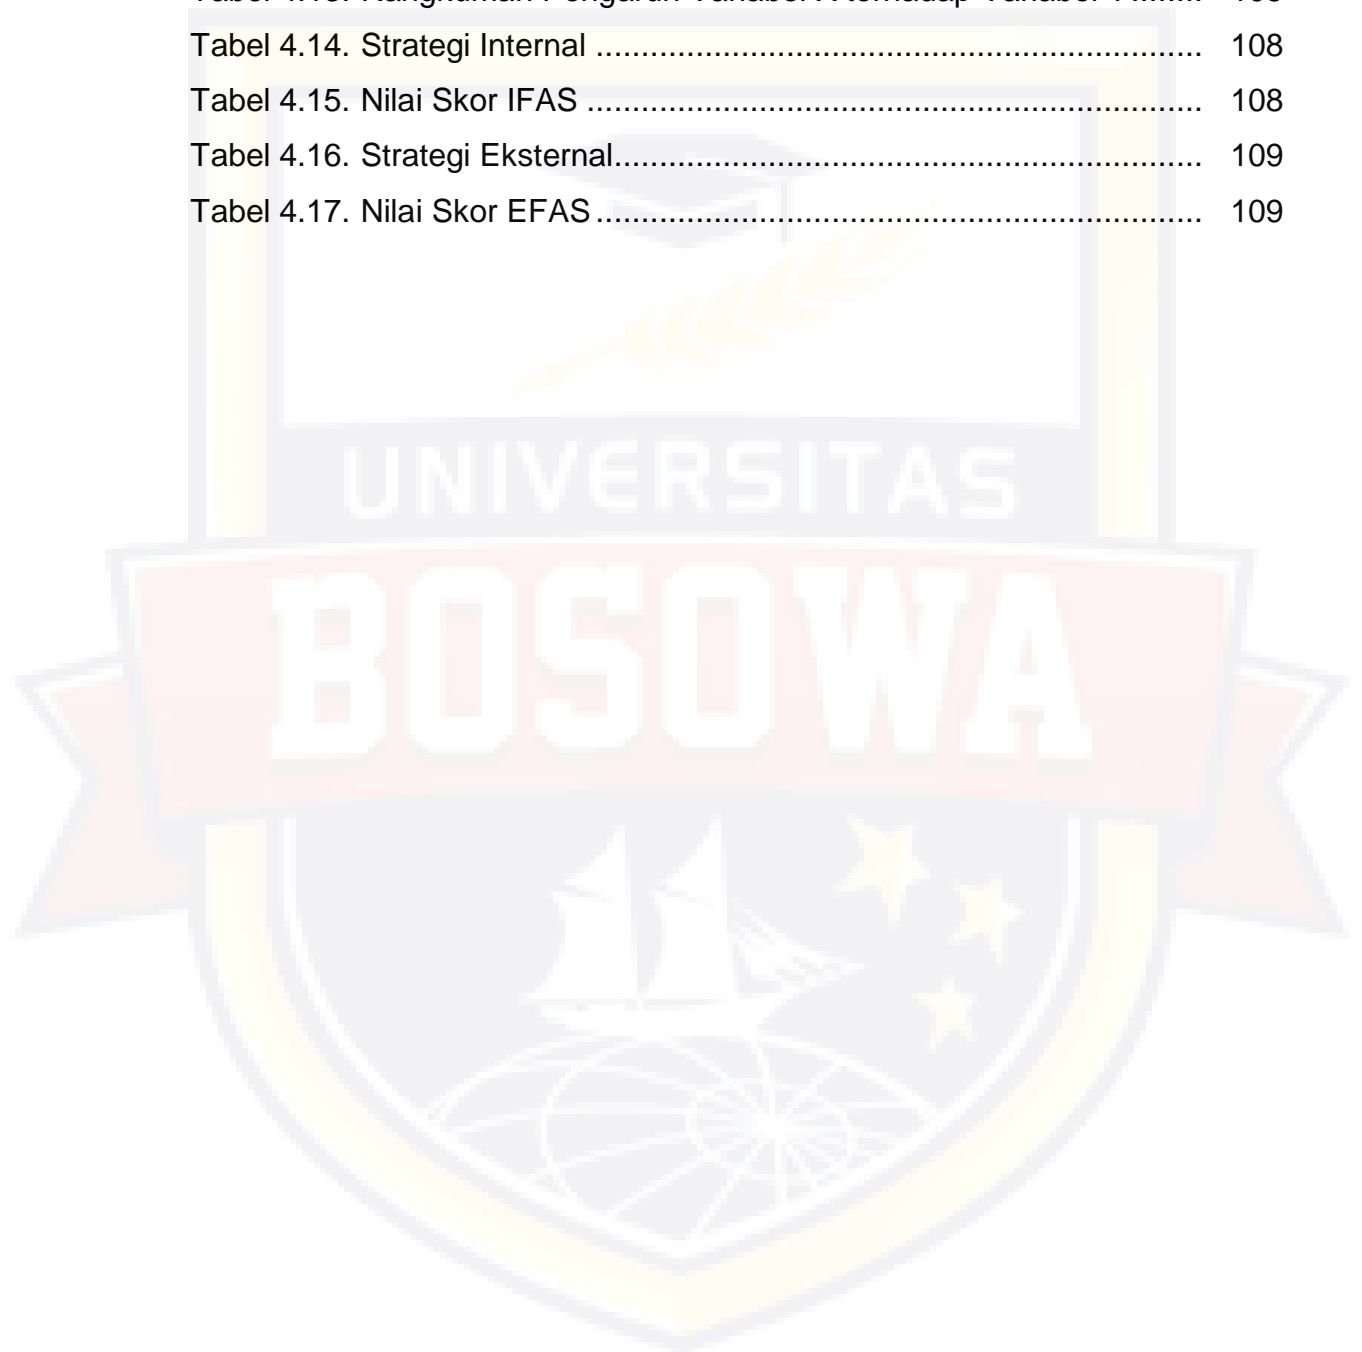 Tabel 4.14. Strategi Internal ................................................................... 108
Tabel 4.15. Nilai Skor IFAS .................................................................... 108
Tabel 4.16. Strategi Eksternal................................................................. 109
Tabel 4.17. Nilai Skor EFAS ................................................................... 109
UNIVERSITAS
BOSOWA